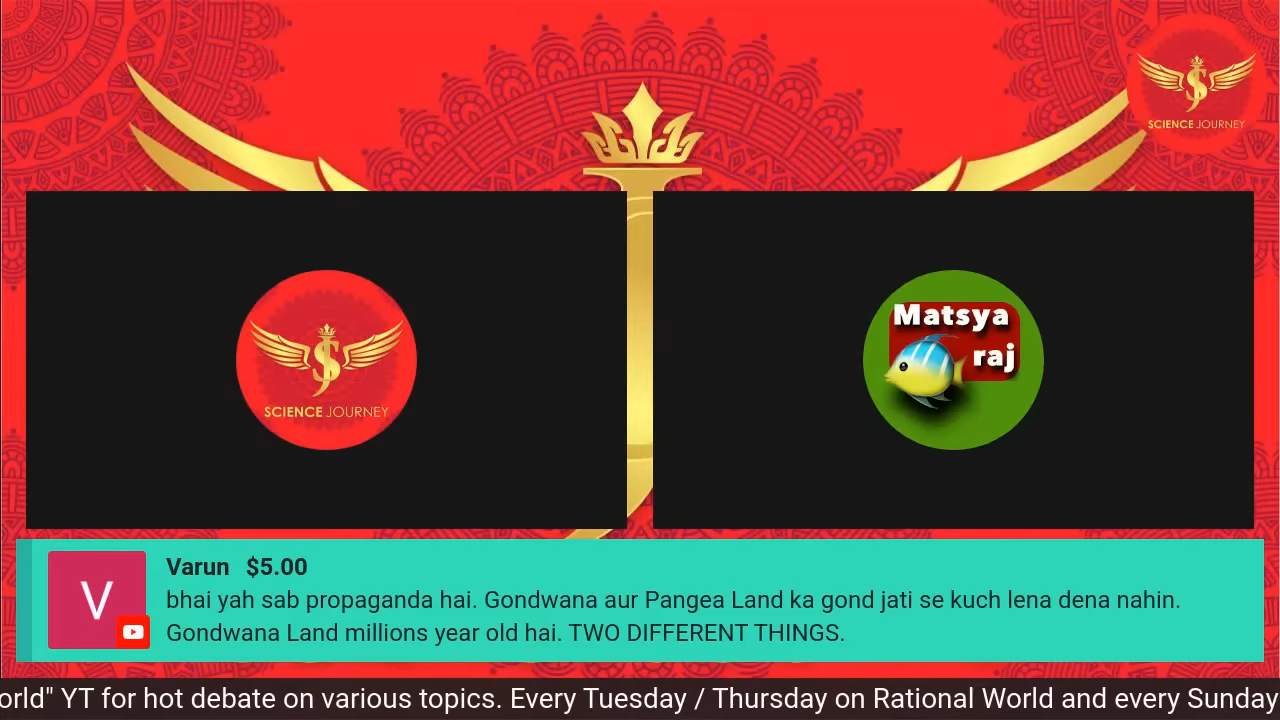 SCIENCE JOURNEY
SCIENCE JOURNEY
Matsya
raj
V
Varun $5.00
bhai yah sab propaganda hai. Gondwana aur Pangea Land ka gond jati se kuch lena dena nahin.
Gondwana Land millions year old hai. TWO DIFFERENT THINGS.
orld" YT for hot debate on various topics. Every Tuesday / Thursday on Rational World and every Sunday